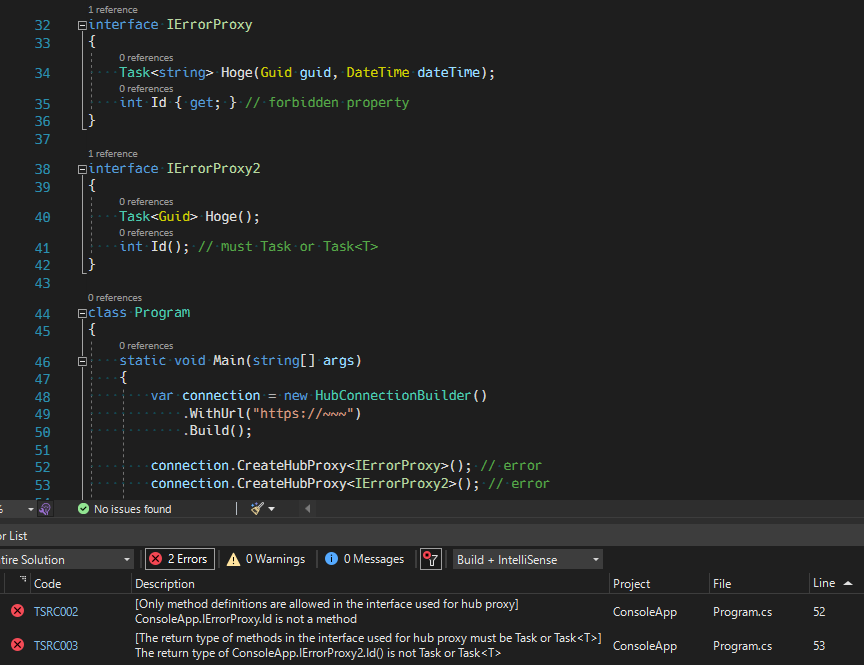 1 reference
32 interface IErrorProxy
33 {
0 references
34 Task<string> Hoge(Guid guid, DateTime dateTime);
0 references
35 int Id { get; } // forbidden property
36 }
37
1 reference
38 interface IErrorProxy2
39 {
0 references
40 Task<Guid> Hoge();
0 references
41 int Id(); // must Task or Task<T>
42 }
43
0 references
44 class Program
45 {
0 references
46 static void Main(string[] args)
47 {
48 var connection = new HubConnectionBuilder()
49 .WithUrl("https://~~~")
50 .Build();
51
52 connection.CreateHubProxy<IErrorProxy>(); // error
53 connection.CreateHubProxy<IErrorProxy2>(); // error
% No issues found
or List
tire Solution 2 Errors 0 Warnings 0 Messages Build + IntelliSense
Code Description Project File Line
TSRC002 [Only method definitions are allowed in the interface used for hub proxy] ConsoleApp Program.cs 52
ConsoleApp.IErrorProxy.Id is not a method
TSRC003 [The return type of methods in the interface used for hub proxy must be Task or Task<T>] ConsoleApp Program.cs 53
The return type of ConsoleApp.IErrorProxy2.Id() is not Task or Task<T>